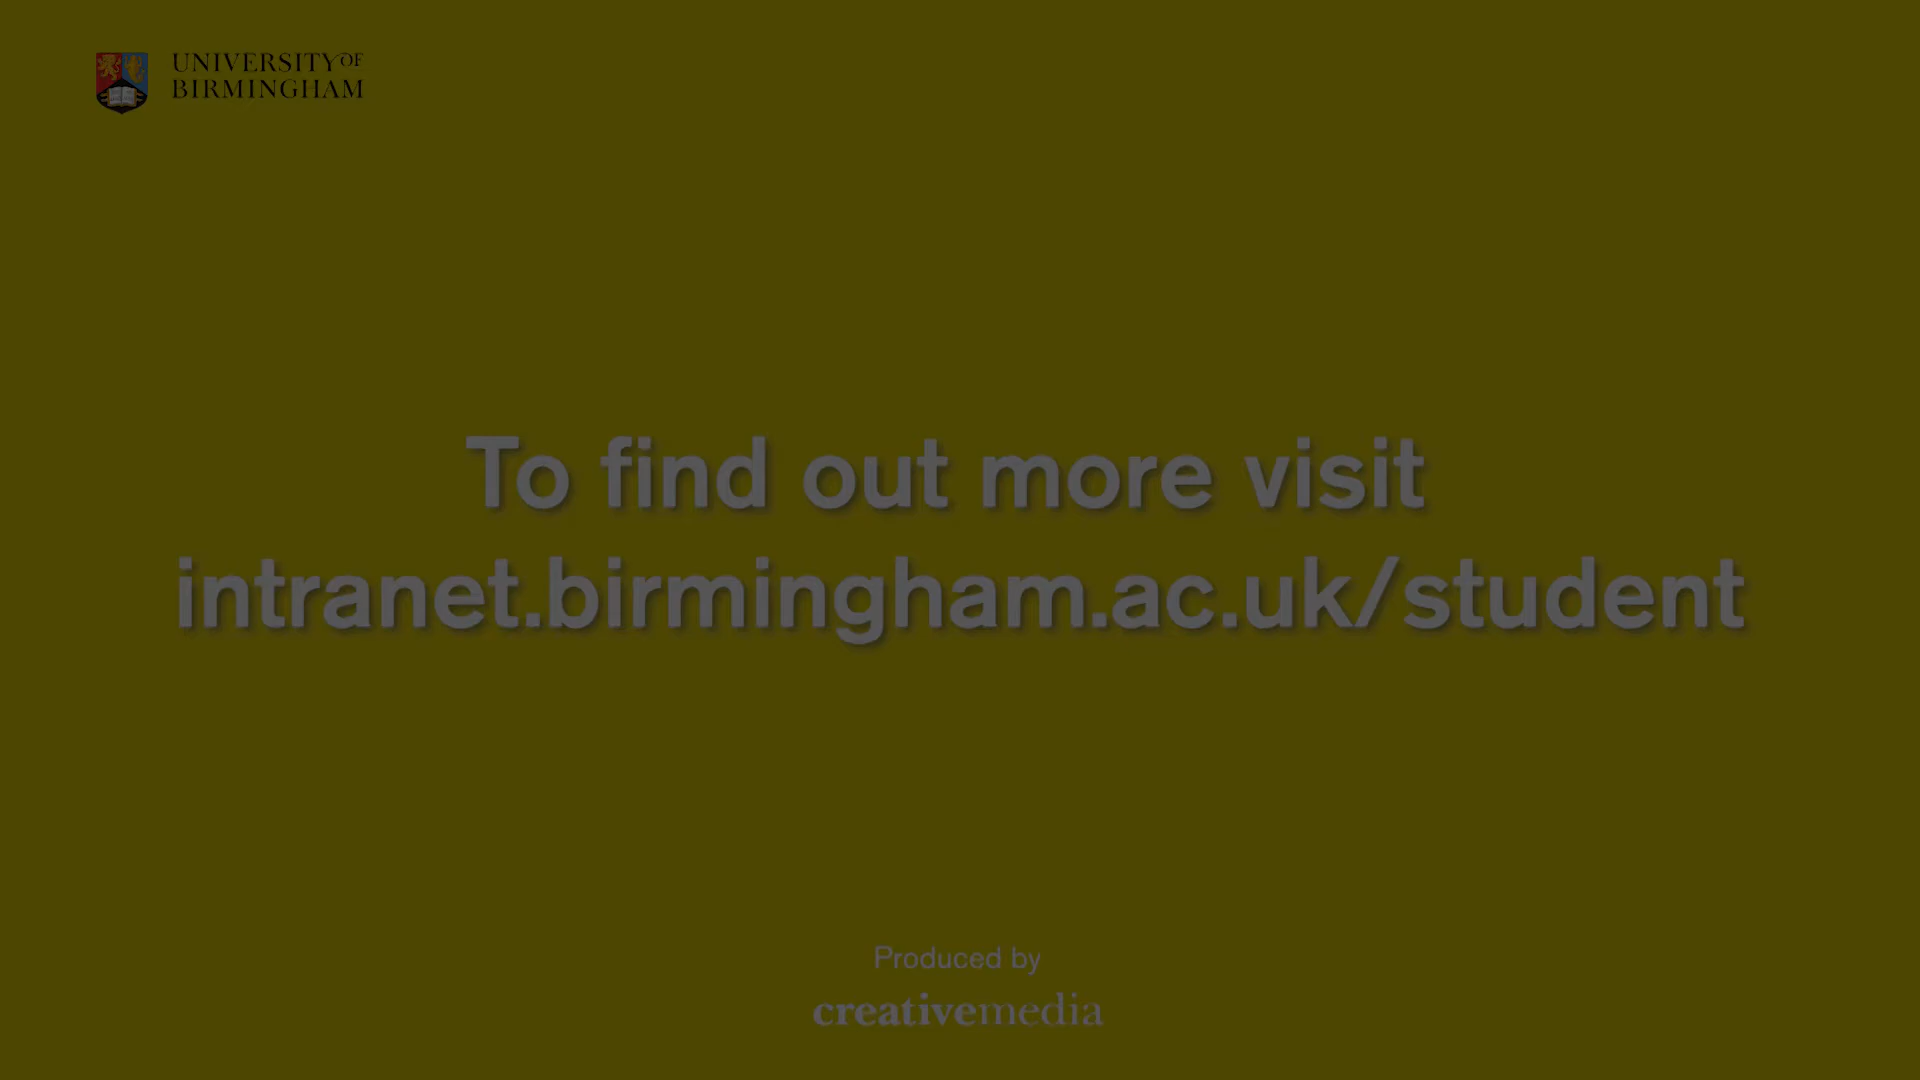 UNIVERSITY OF
BIRMINGHAM
To find out more visit
intranet.birmingham.ac.uk/student
Produced by
creativemedia